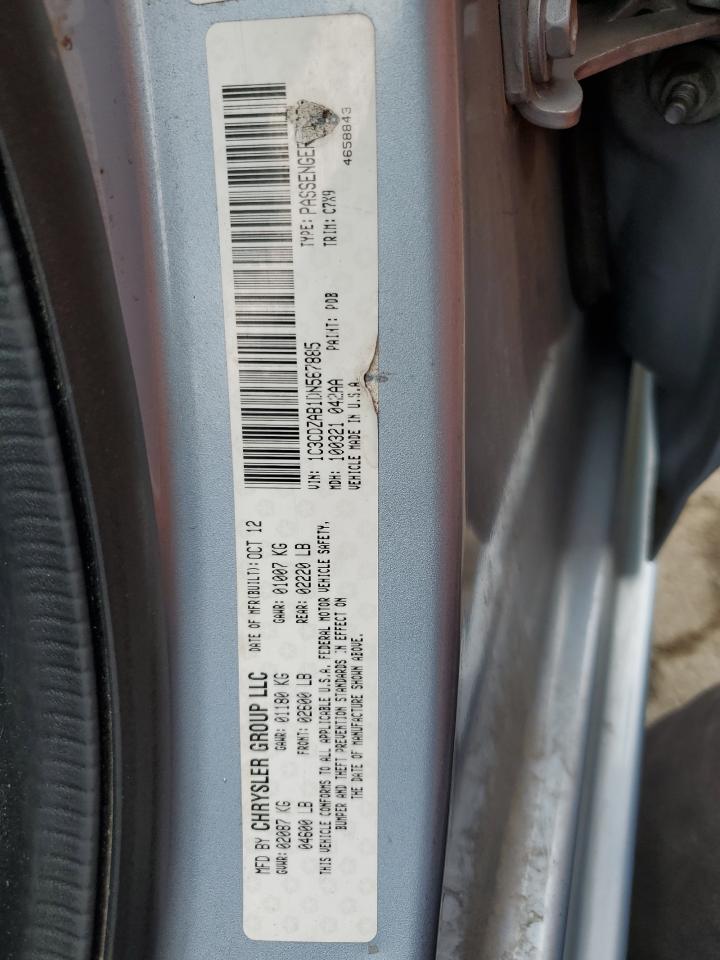 MFD BY CHRYSLER GROUP LLC DATE OF MFR(BUILT): OCT 12
GVWR: 02087 KG GAWR: 01180 KG GAWR: 01007 KG
04600 LB FRONT: 02600 LB REAR: 02220 LB
THIS VEHICLE CONFORMS TO ALL APPLICABLE U.S.A. FEDERAL MOTOR VEHICLE SAFETY,
BUMPER AND THEFT PREVENTION STANDARDS IN EFFECT ON
THE DATE OF MANUFACTURE SHOWN ABOVE.
VIN: 1C3CDZAB1DN567885 TYPE: PASSENGER
MDH: 100321 042AA PAINT: PDB TRIM: C7X9
VEHICLE MADE IN U.S.A. 4658843